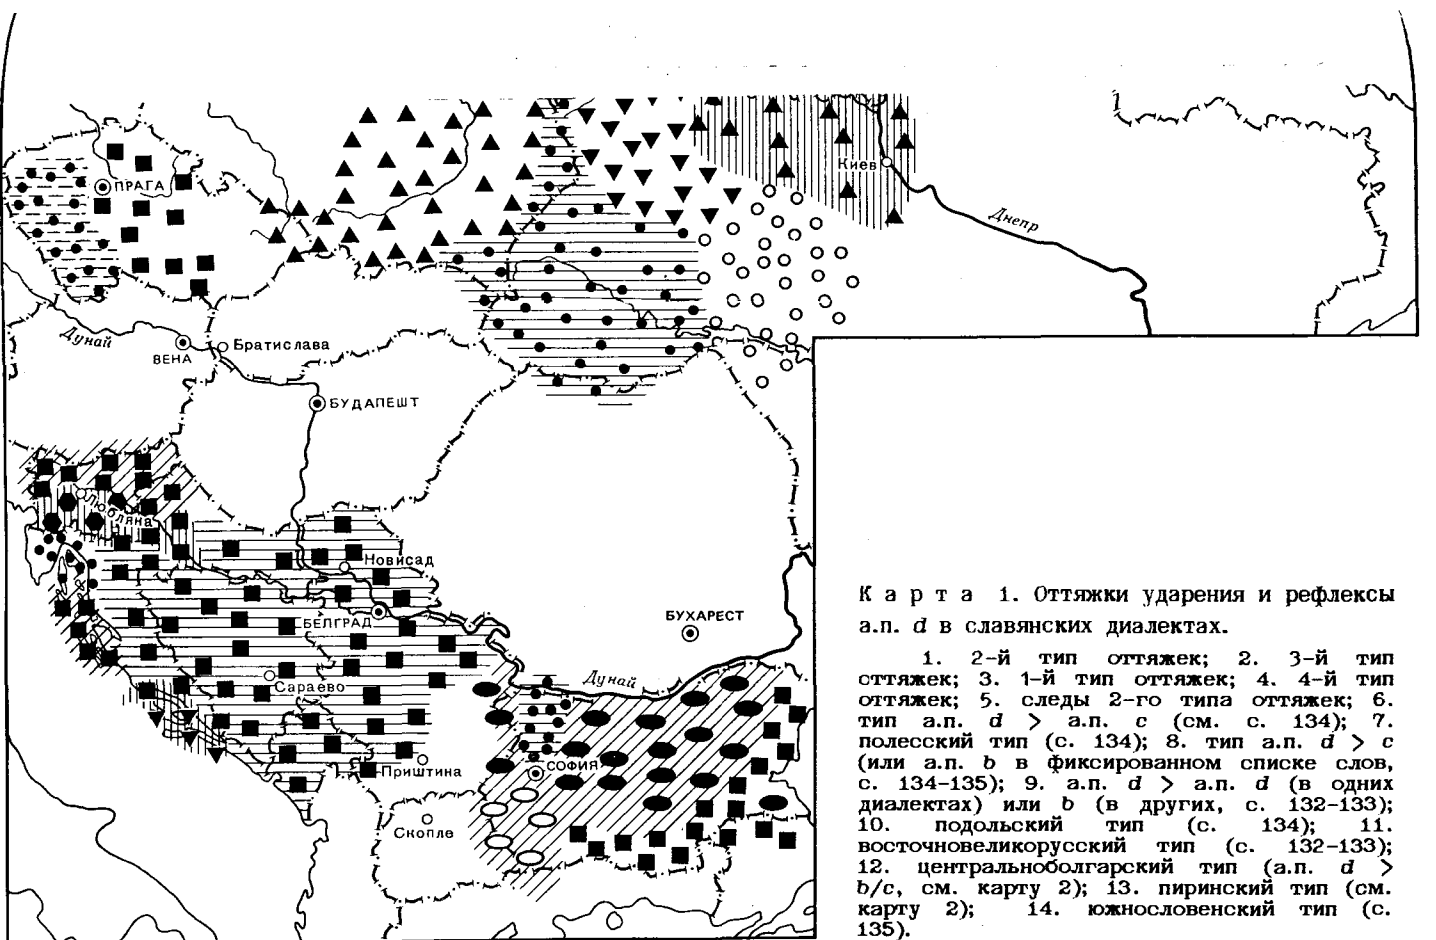 ПРАГА
Киев
Днепр
Дунай
ВЕНА
Братислава
БУДАПЕШТ
Любляна
Новисад
БЕЛГРАД
БУХАРЕСТ
Сараево
Дунай
СОФИЯ
Приштина
Скопле
Карта 1. Оттяжки ударения и рефлексы
а.п. d в славянских диалектах.
1. 2-й тип оттяжек; 2. 3-й тип
оттяжек; 3. 1-й тип оттяжек; 4. 4-й тип
оттяжек; 5. следы 2-го типа оттяжек; 6.
тип а.п. d > а.п. c (см. с. 134); 7.
полесский тип (с. 134); 8. тип а.п. d > c
(или а.п. b в фиксированном списке слов,
с. 134-135); 9. а.п. d > а.п. d (в одних
диалектах) или b (в других, с. 132-133);
10. подольский тип (с. 134); 11.
восточновеликорусский тип (с. 132-133);
12. центральноболгарский тип (а.п. d >
b/c, см. карту 2); 13. пиринский тип (см.
карту 2); 14. южнословенский тип (с.
135).